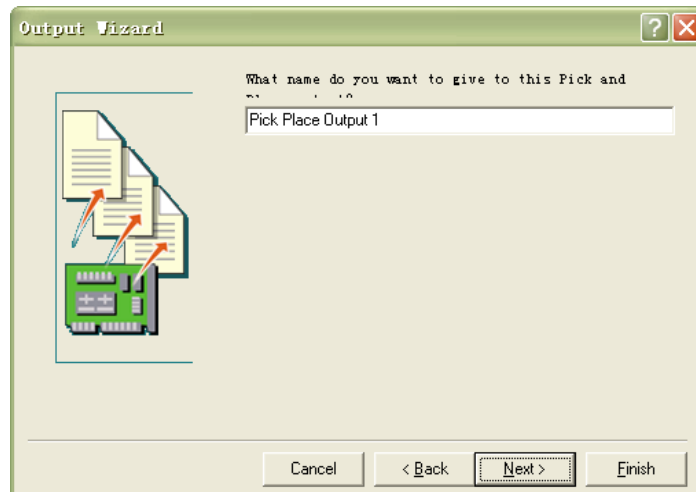 Output Wizard
What name do you want to give to this Pick and
Pick Place Output 1
Cancel
< Back
Next >
Finish